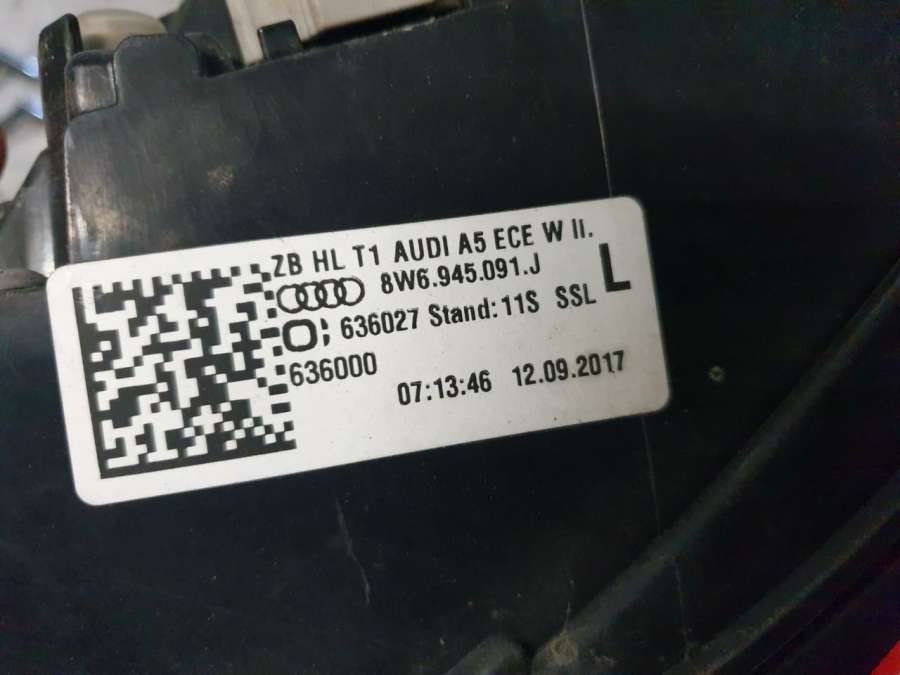 ZB HL T1 AUDI A5 ECE W II.
8W6.945.091.J
L
636027 Stand: 11S SSL
636000
07:13:46 12.09.2017